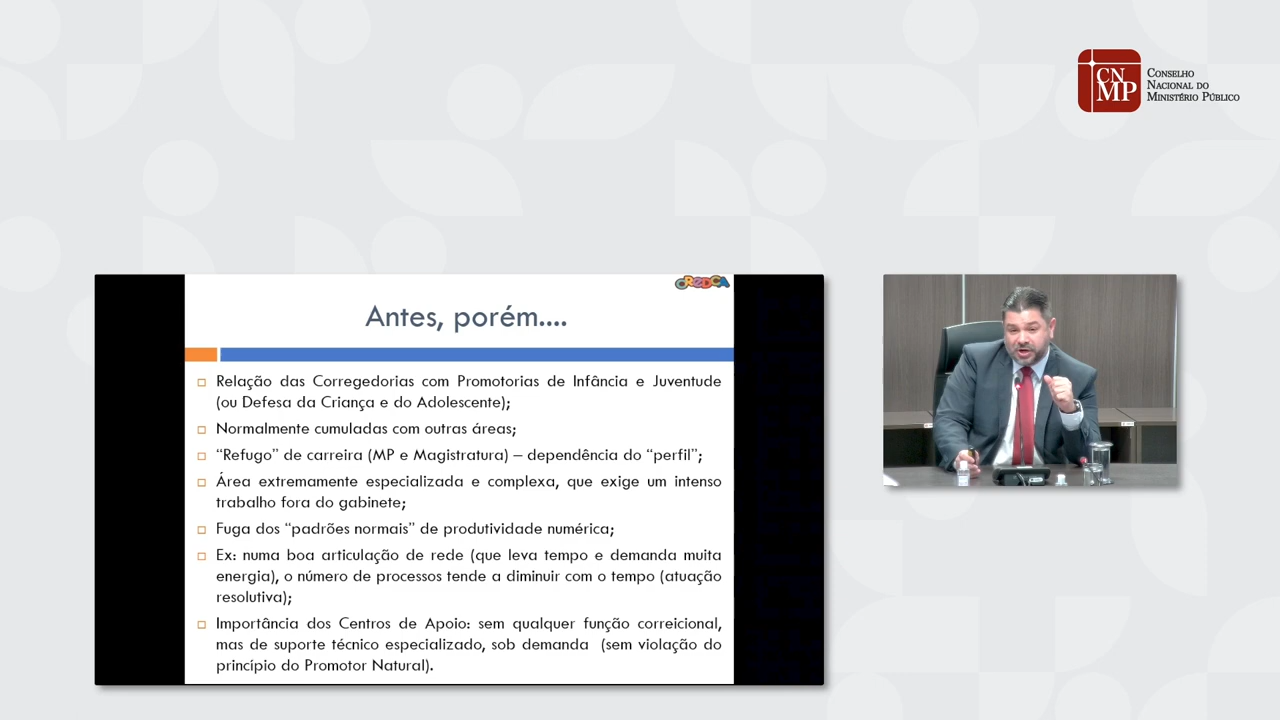 CN
MP
CONSELHO
NACIONAL DO
MINISTÉRIO PÚBLICO
CREDCA
Antes, porém....
Relação das Corregedorias com Promotorias de Infância e Juventude
(ou Defesa da Criança e do Adolescente);
Normalmente cumuladas com outras áreas;
“Refugo” de carreira (MP e Magistratura) – dependência do “perfil”;
Área extremamente especializada e complexa, que exige um intenso
trabalho fora do gabinete;
Fuga dos “padrões normais” de produtividade numérica;
Ex: numa boa articulação de rede (que leva tempo e demanda muita
energia), o número de processos tende a diminuir com o tempo (atuação
resolutiva);
Importância dos Centros de Apoio: sem qualquer função correicional,
mas de suporte técnico especializado, sob demanda (sem violação do
princípio do Promotor Natural).